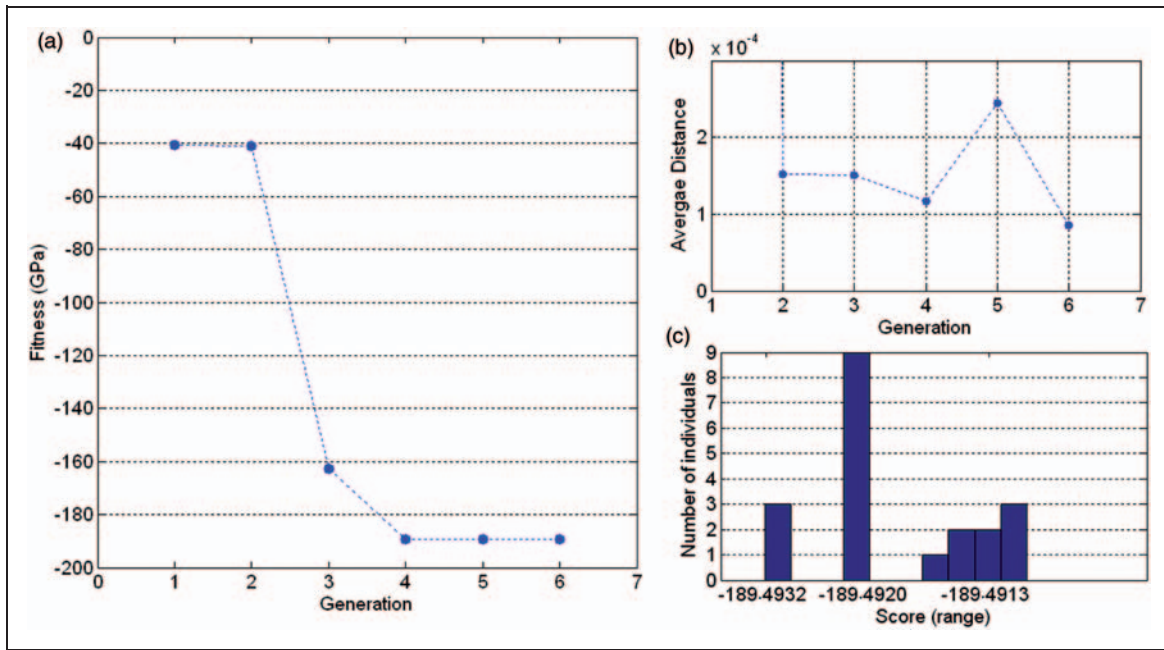 (a)
0
-20
-40
-60
-80
-100
-120
-140
-160
-180
-200
Fitness (GPa)
0 1 2 3 4 5 6 7
Generation
(b)
x 10-4
2
1
0
Avergae Distance
1 2 3 4 5 6 7
Generation
(c)
9
8
7
6
5
4
3
2
1
0
Number of individuals
-189.4932 -189.4920 -189.4913
Score (range)